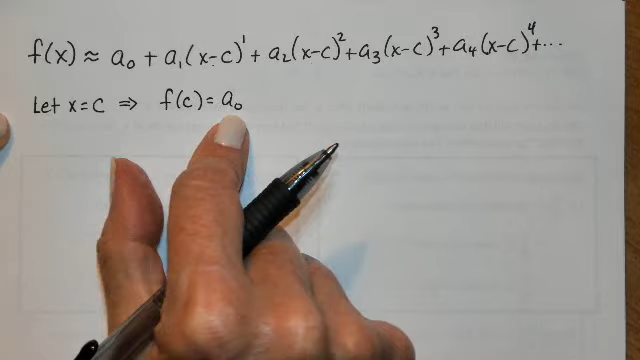 f(x) ≈ a₀ + a₁(x-c)¹ + a₂(x-c)² + a₃(x-c)³ + a₄(x-c)⁴ + ...
Let x = c ⇒ f(c) = a₀